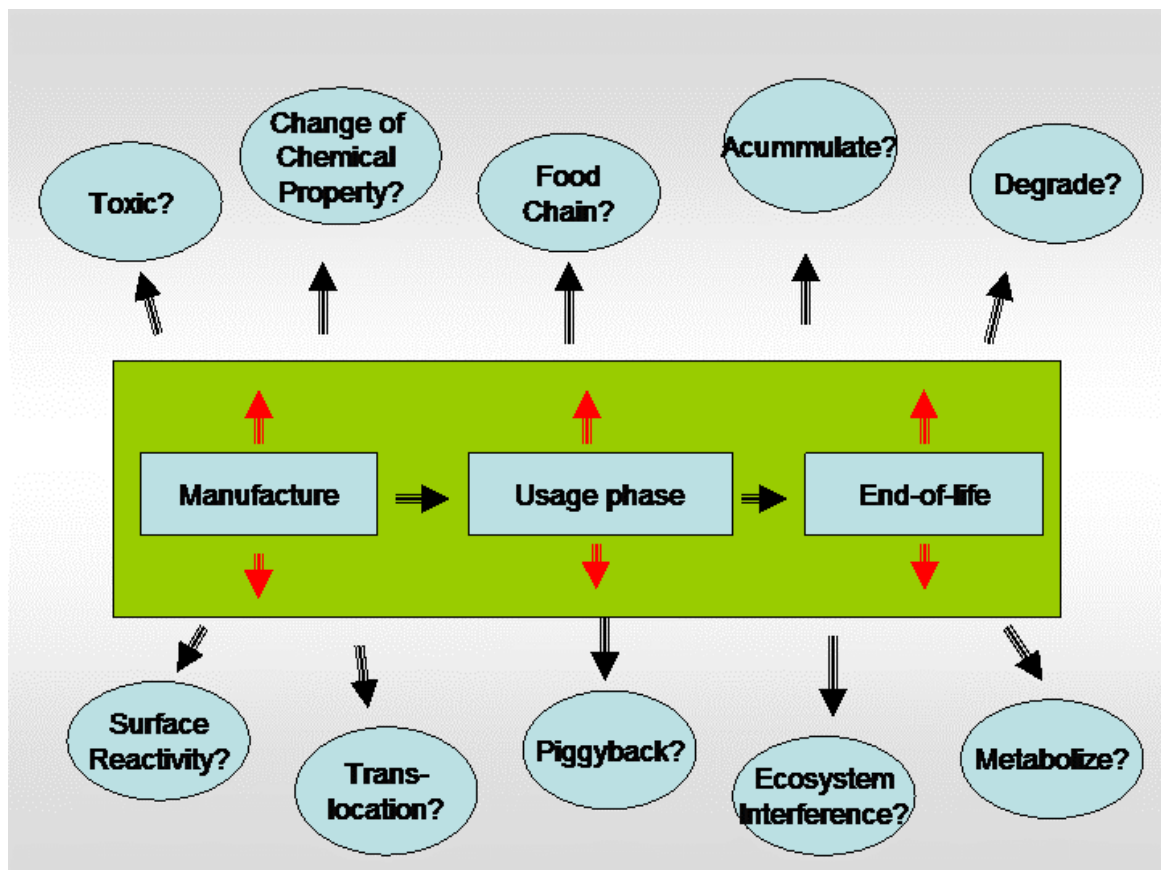 Toxic?
Change of
Chemical
Property?
Food
Chain?
Acummulate?
Degrade?
Manufacture
Usage phase
End-of-life
Surface
Reactivity?
Trans-
location?
Piggyback?
Ecosystem
Interference?
Metabolize?